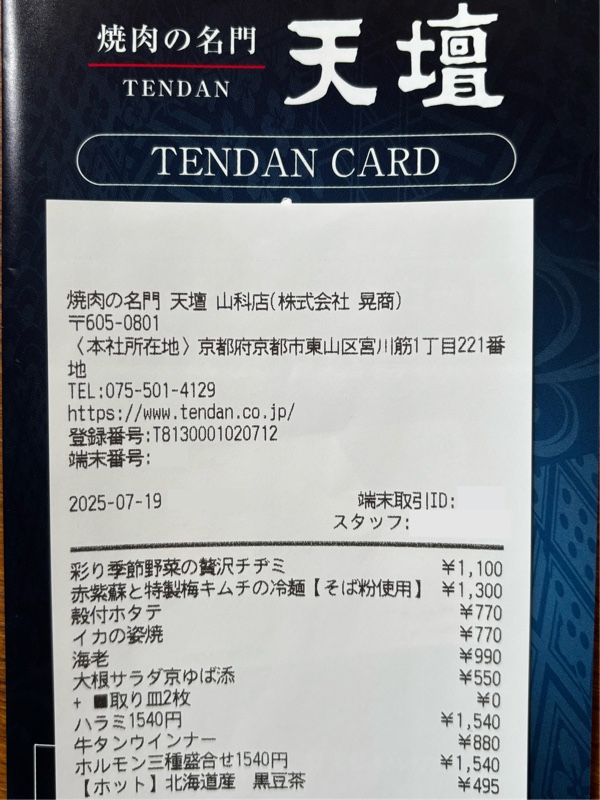 焼肉の名門
TENDAN
天壇
TENDAN CARD
焼肉の名門 天壇 山科店(株式会社 晃商)
〒605-0801
〈本社所在地〉京都府京都市東山区宮川筋1丁目221番
地
TEL:075-501-4129
https://www.tendan.co.jp/
登録番号:T8130001020712
端末番号:
2025-07-19 端末取引ID:
スタッフ:
彩り季節野菜の贅沢チヂミ ¥1,100
赤紫蘇と特製梅キムチの冷麺【そば粉使用】 ¥1,300
殻付ホタテ ¥770
イカの姿焼 ¥770
海老 ¥990
大根サラダ京ゆば添 ¥550
+ ■取り皿2枚 ¥0
ハラミ1540円 ¥1,540
牛タンウインナー ¥880
ホルモン三種盛合せ1540円 ¥1,540
【ホット】北海道産 黒豆茶 ¥495